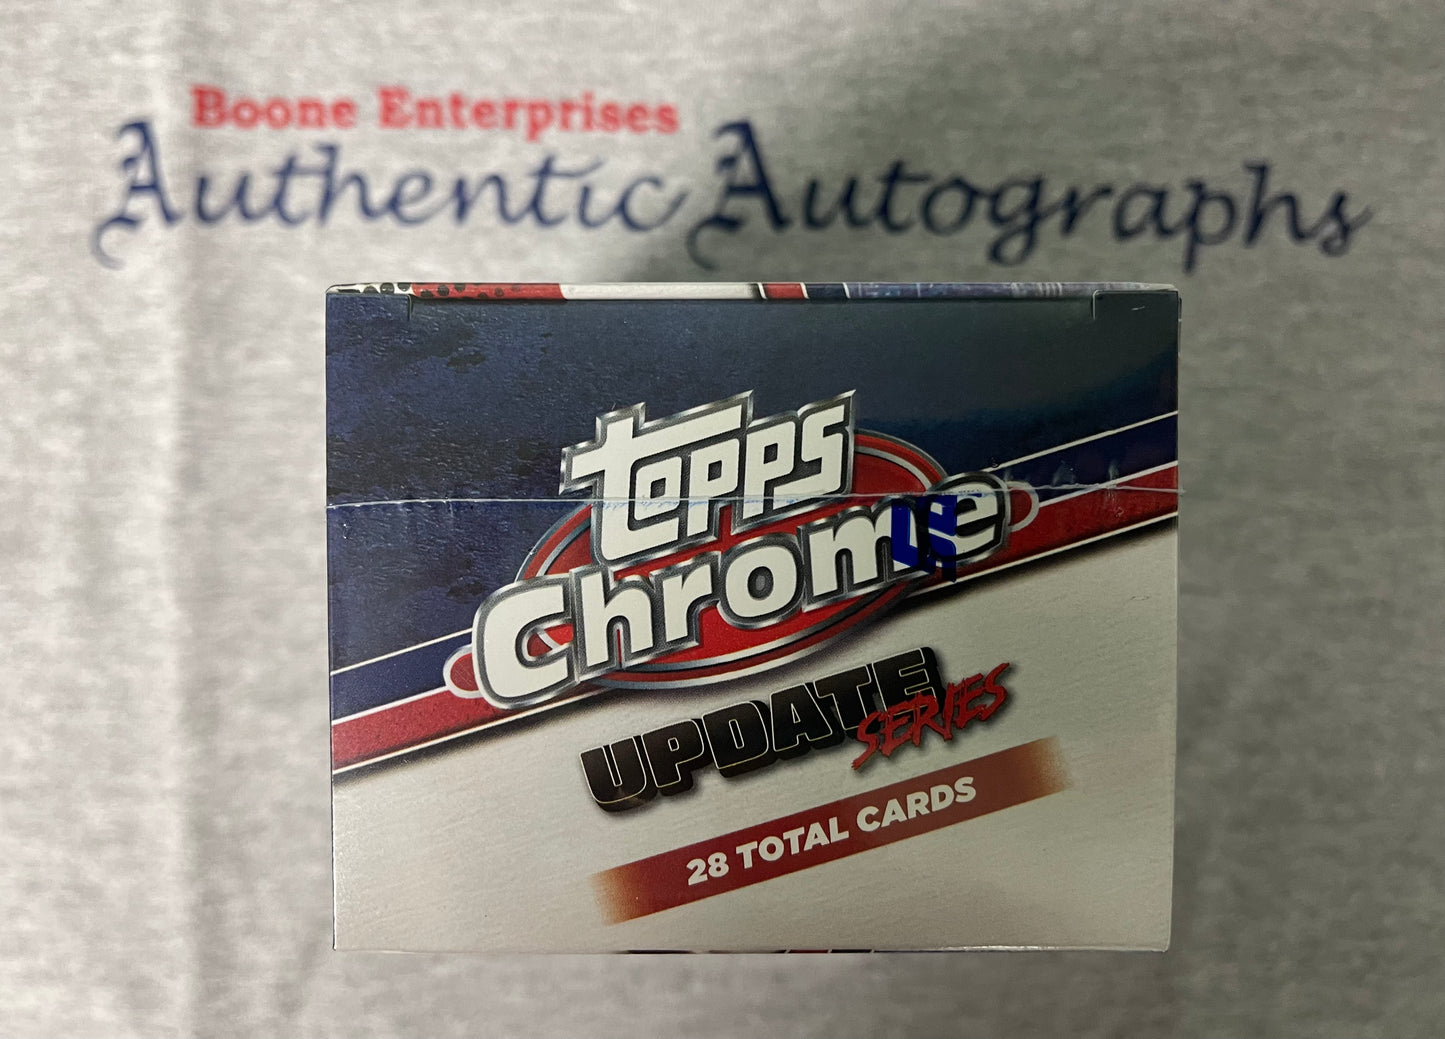 Boone Enterprises
Authentic Autographs
topps
Chrome
UPDATE
SERIES
28 TOTAL CARDS